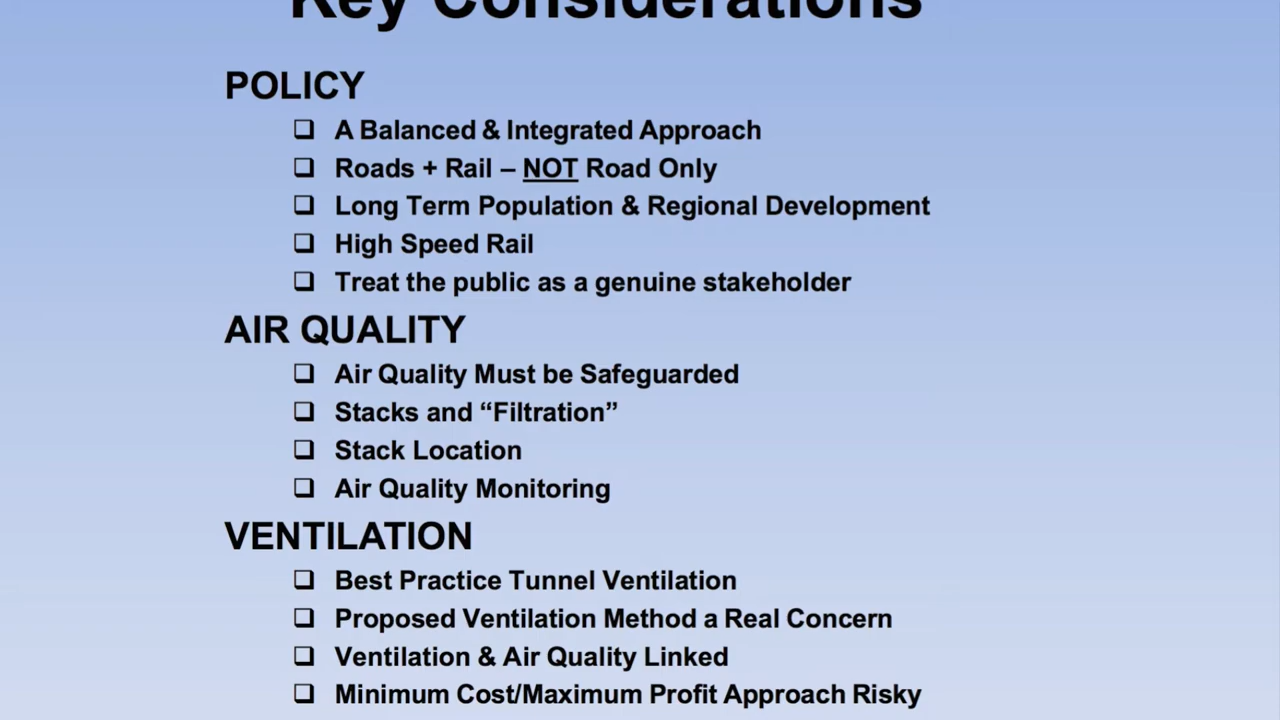 Key Considerations
POLICY
❑ A Balanced & Integrated Approach
❑ Roads + Rail – NOT Road Only
❑ Long Term Population & Regional Development
❑ High Speed Rail
❑ Treat the public as a genuine stakeholder
AIR QUALITY
❑ Air Quality Must be Safeguarded
❑ Stacks and “Filtration”
❑ Stack Location
❑ Air Quality Monitoring
VENTILATION
❑ Best Practice Tunnel Ventilation
❑ Proposed Ventilation Method a Real Concern
❑ Ventilation & Air Quality Linked
❑ Minimum Cost/Maximum Profit Approach Risky